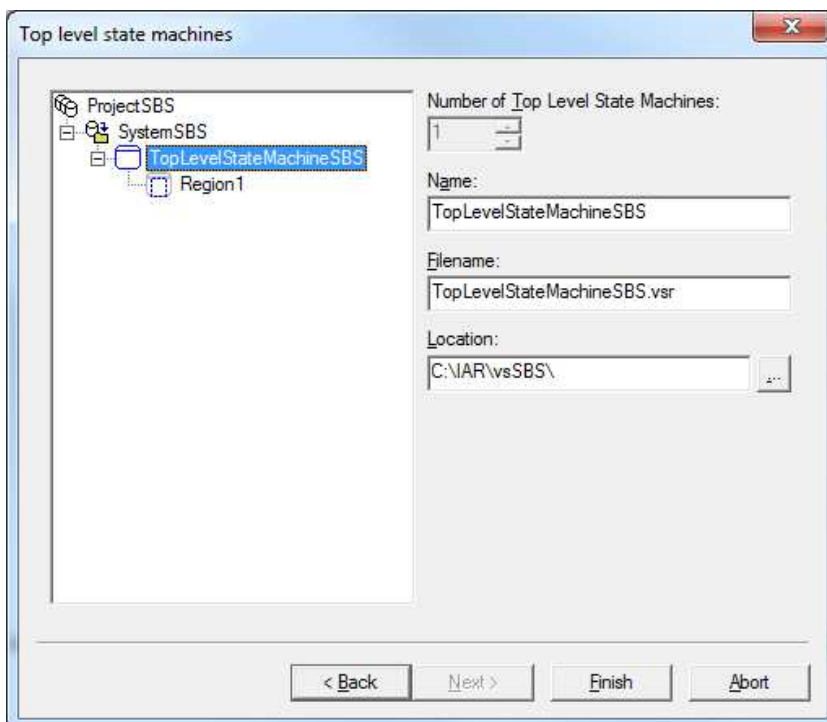 Top level state machines
ProjectSBS
SystemSBS
TopLevelStateMachineSBS
Region1
Number of Top Level State Machines:
1
Name:
TopLevelStateMachineSBS
Filename:
TopLevelStateMachineSBS.vsr
Location:
C:\IAR\vsSBS\
...
< Back
Next >
Finish
Abort